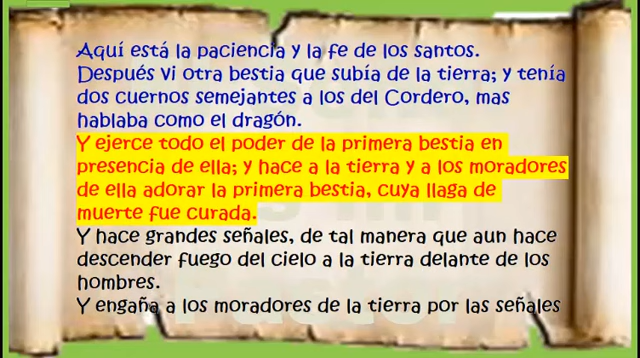 Aquí está la paciencia y la fe de los santos.
Después vi otra bestia que subía de la tierra; y tenía
dos cuernos semejantes a los del Cordero, mas
hablaba como el dragón.
Y ejerce todo el poder de la primera bestia en
presencia de ella; y hace a la tierra y a los moradores
de ella adorar la primera bestia, cuya llaga de
muerte fue curada.
Y hace grandes señales, de tal manera que aun hace
descender fuego del cielo a la tierra delante de los
hombres.
Y engaña a los moradores de la tierra por las señales